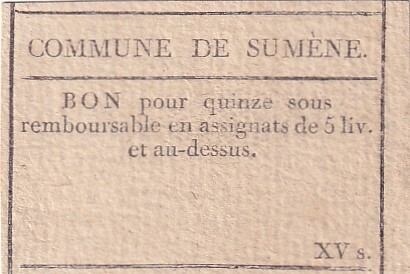 COMMUNE DE SUMÈNE.
BON pour quinze sous
remboursable en assignats de 5 liv.
et au-dessus.
XV s.